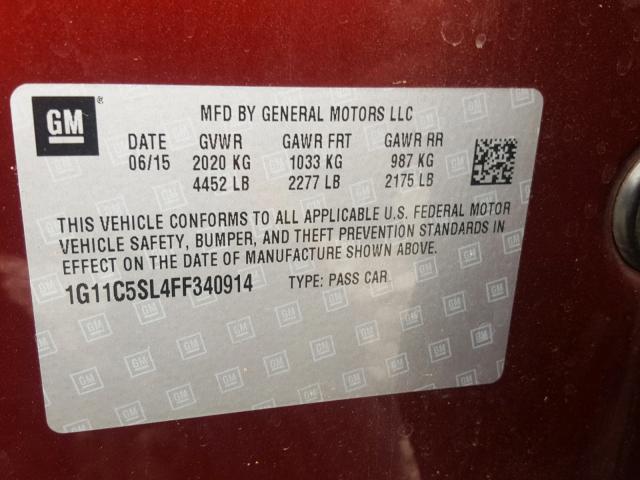 GM ®
MFD BY GENERAL MOTORS LLC
DATE GVWR GAWR FRT GAWR RR
06/15 2020 KG 1033 KG 987 KG
4452 LB 2277 LB 2175 LB
THIS VEHICLE CONFORMS TO ALL APPLICABLE U.S. FEDERAL MOTOR
VEHICLE SAFETY, BUMPER, AND THEFT PREVENTION STANDARDS IN
EFFECT ON THE DATE OF MANUFACTURE SHOWN ABOVE.
1G11C5SL4FF340914 TYPE: PASS CAR